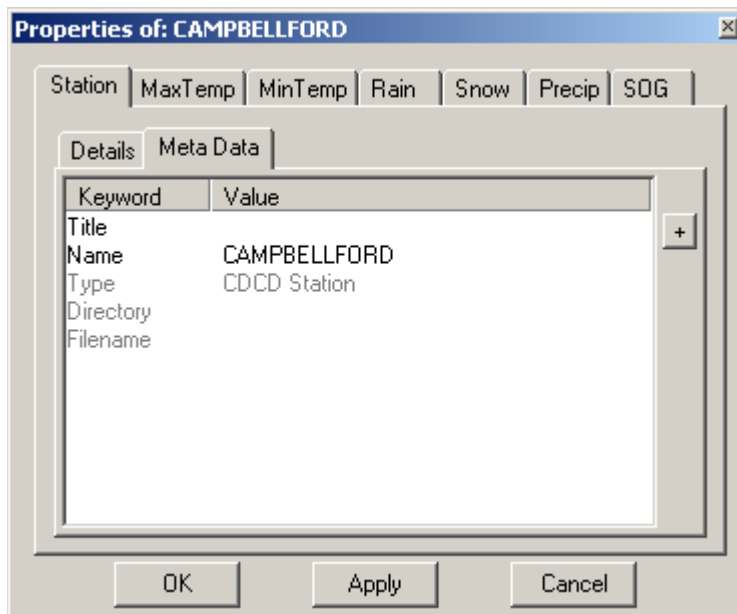 Properties of: CAMPBELLFORD
Station MaxTemp MinTemp Rain Snow Precip SOG
Details Meta Data
Keyword Value
Title
+
Name CAMPBELLFORD
Type CDCD Station
Directory
Filename
OK Apply Cancel